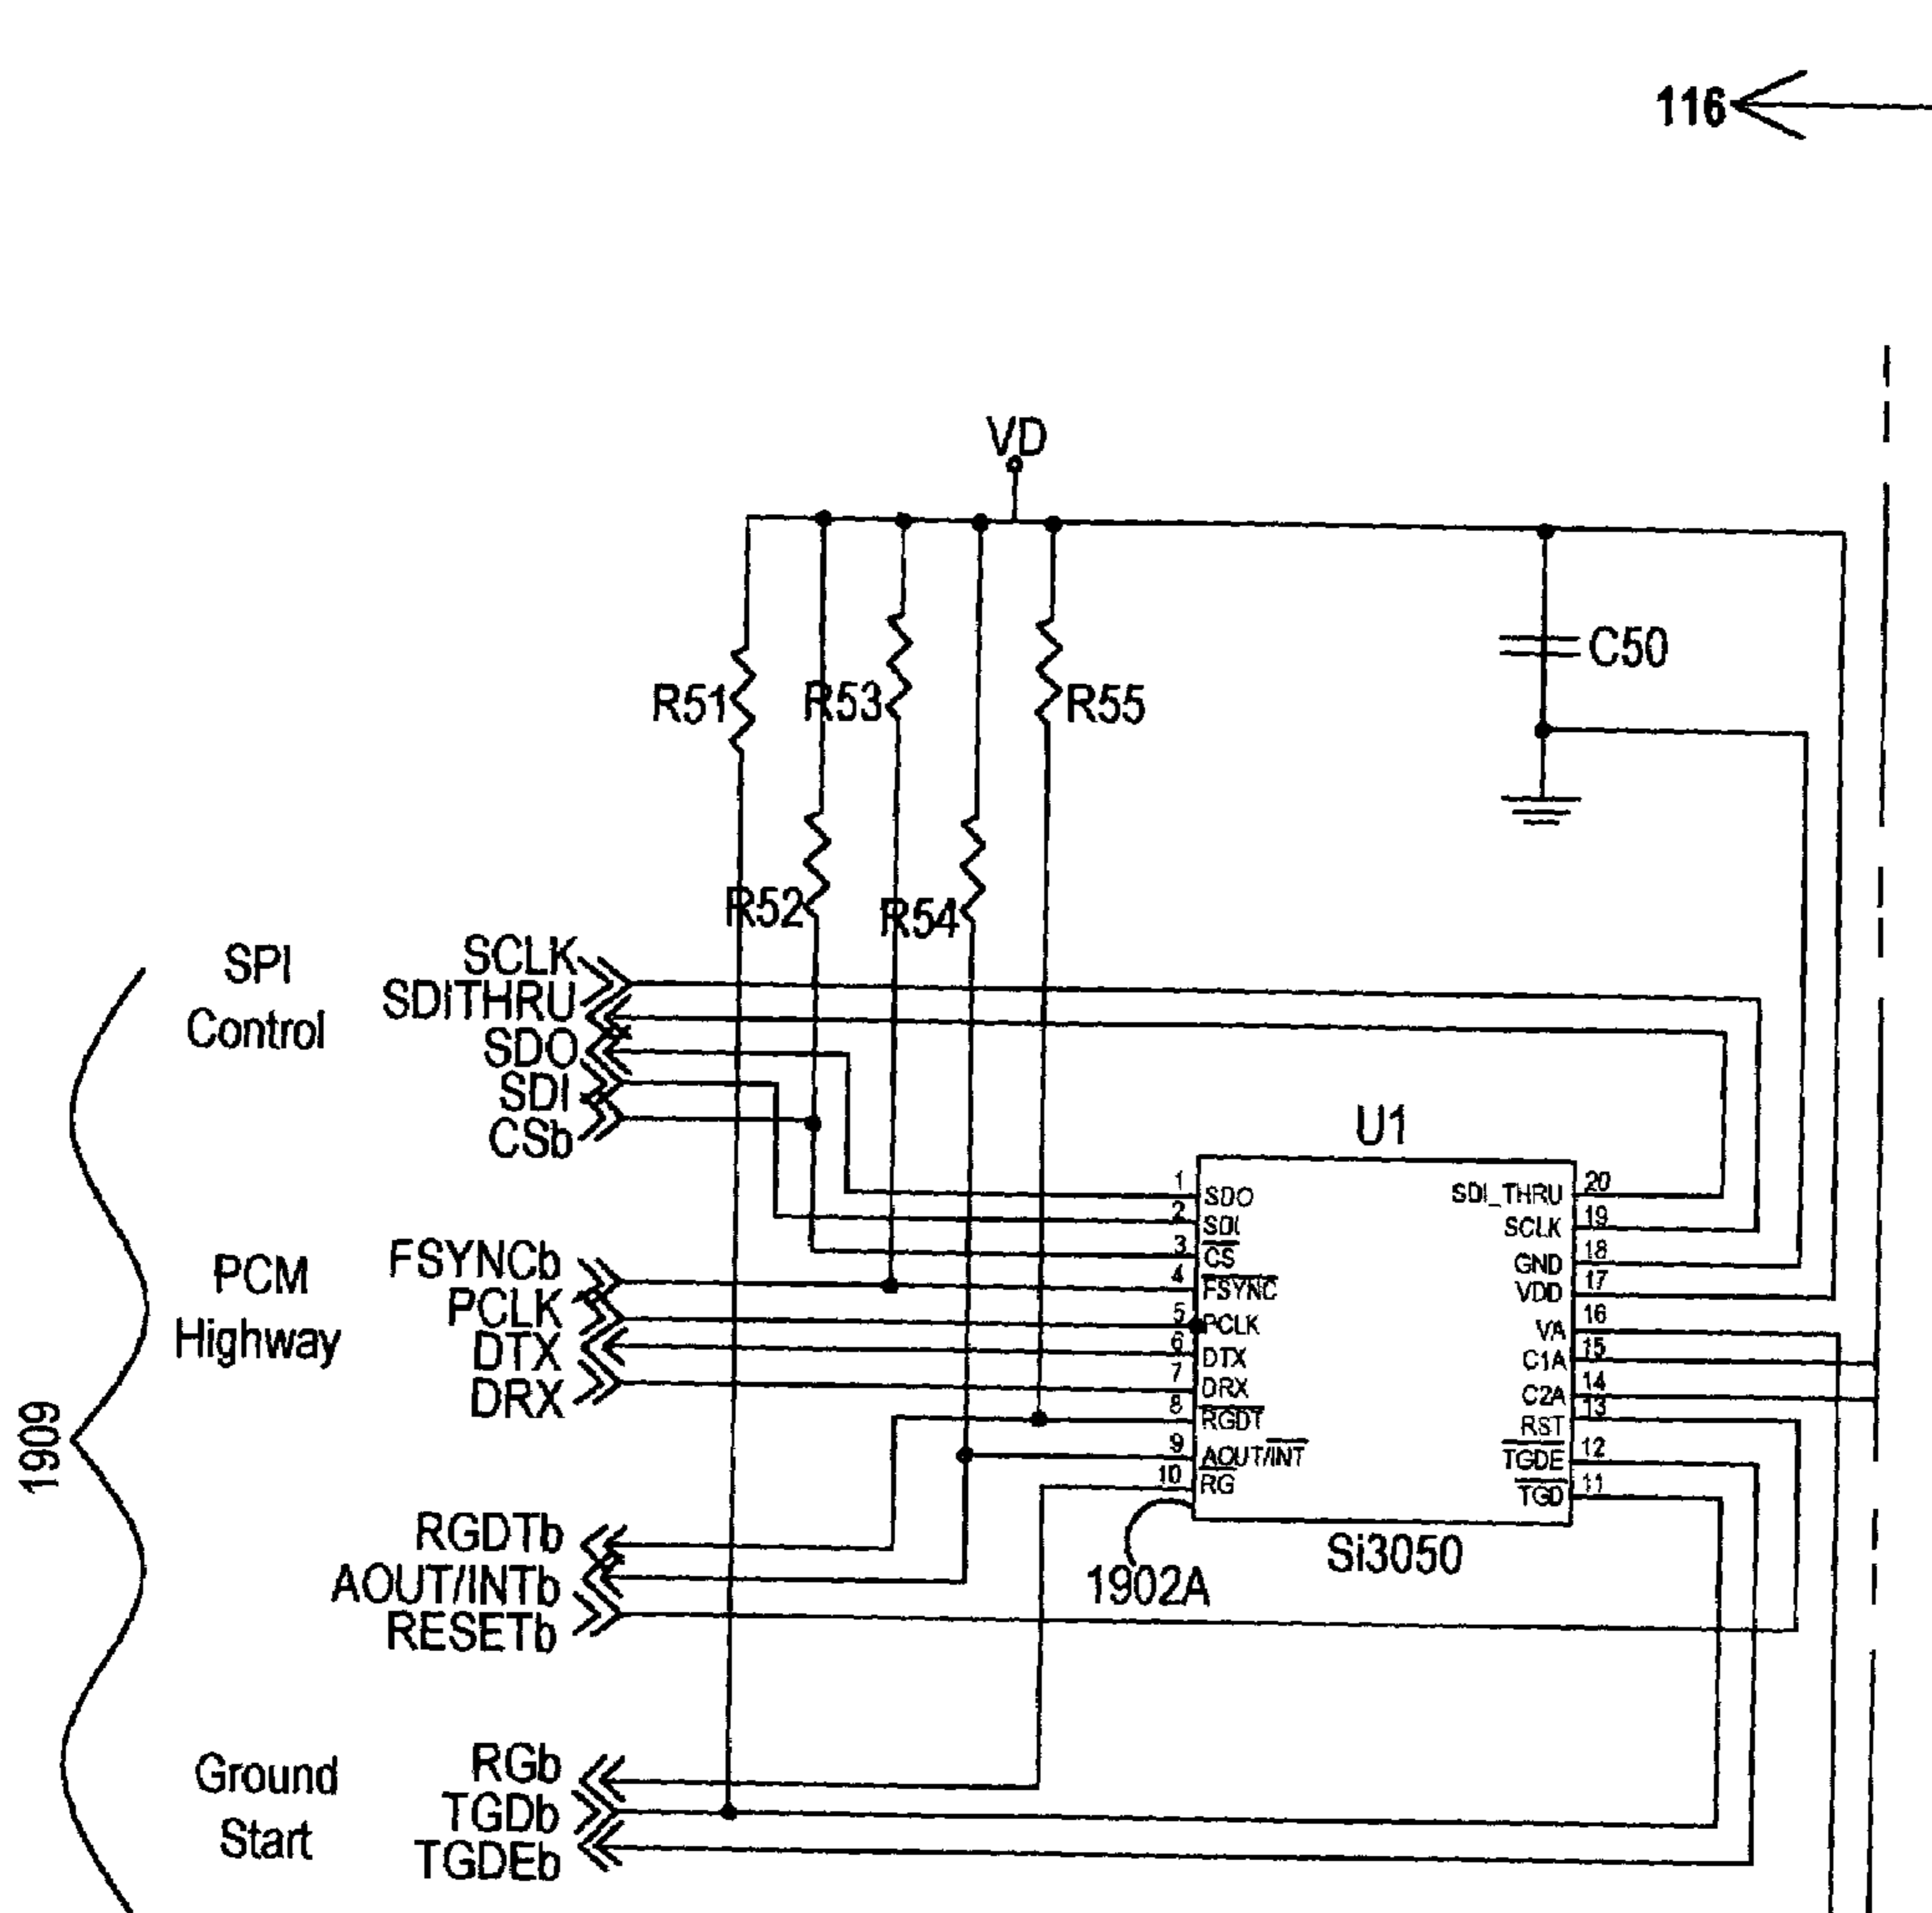 116
VD
C50
R51
R53
R55
R52
R54
SPI
Control
SCLK
SDITHRU
SDO
SDI
CSb
U1
1 SDO
2 SDI
3 CS
4 FSYNC
5 PCLK
6 DTX
7 DRX
8 RGDT
9 AOUT/INT
10 RG
SDI_THRU 20
SCLK 19
GND 18
VDD 17
VA 16
C1A 15
C2A 14
RST 13
TGDE 12
TGD 11
Si3050
1902A
PCM
Highway
FSYNCb
PCLK
DTX
DRX
1909
RGDTb
AOUT/INTb
RESETb
Ground
Start
RGb
TGDb
TGDEb